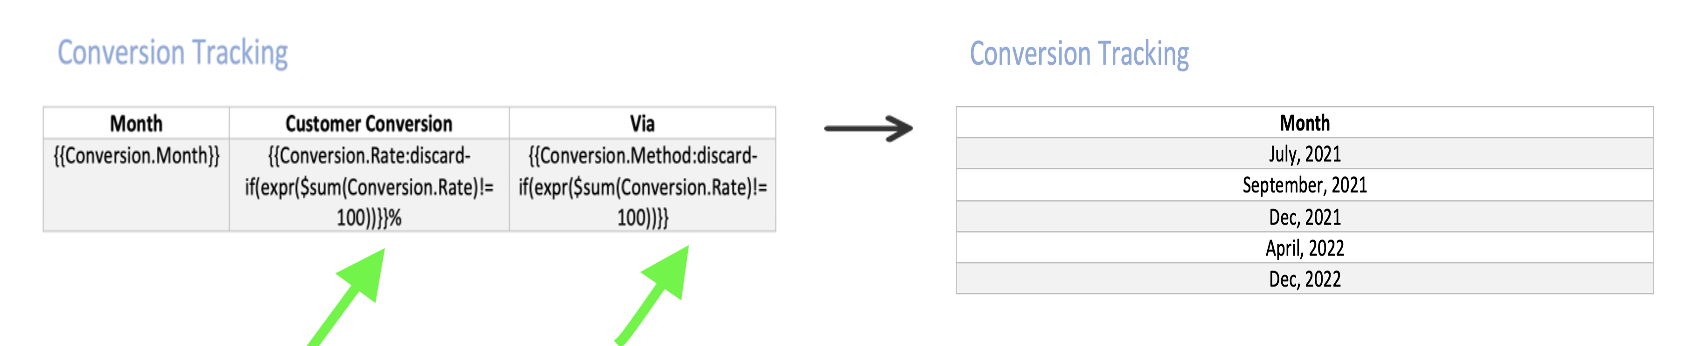 Conversion Tracking
Month Customer Conversion Via
{{Conversion.Month}} {{Conversion.Rate:discard- {{Conversion.Method:discard-
if(expr($sum(Conversion.Rate)!= if(expr($sum(Conversion.Rate)!=
100))}}% 100))}}
Conversion Tracking
Month
July, 2021
September, 2021
Dec, 2021
April, 2022
Dec, 2022